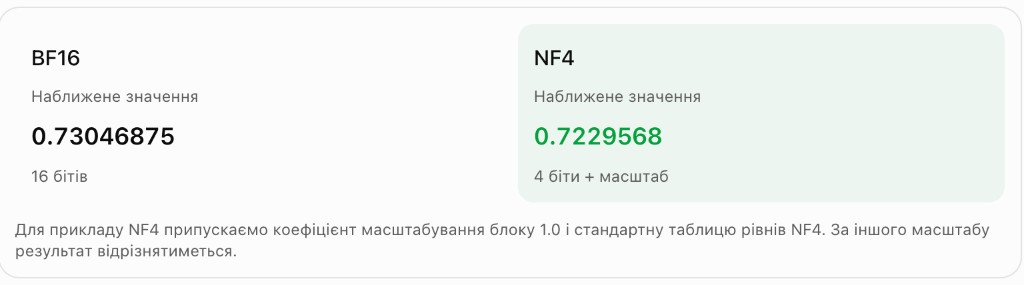 BF16
Наближене значення
0.73046875
16 бітів
NF4
Наближене значення
0.7229568
4 біти + масштаб
Для прикладу NF4 припускаємо коефіцієнт масштабування блоку 1.0 і стандартну таблицю рівнів NF4. За іншого масштабу
результат відрізнятиметься.